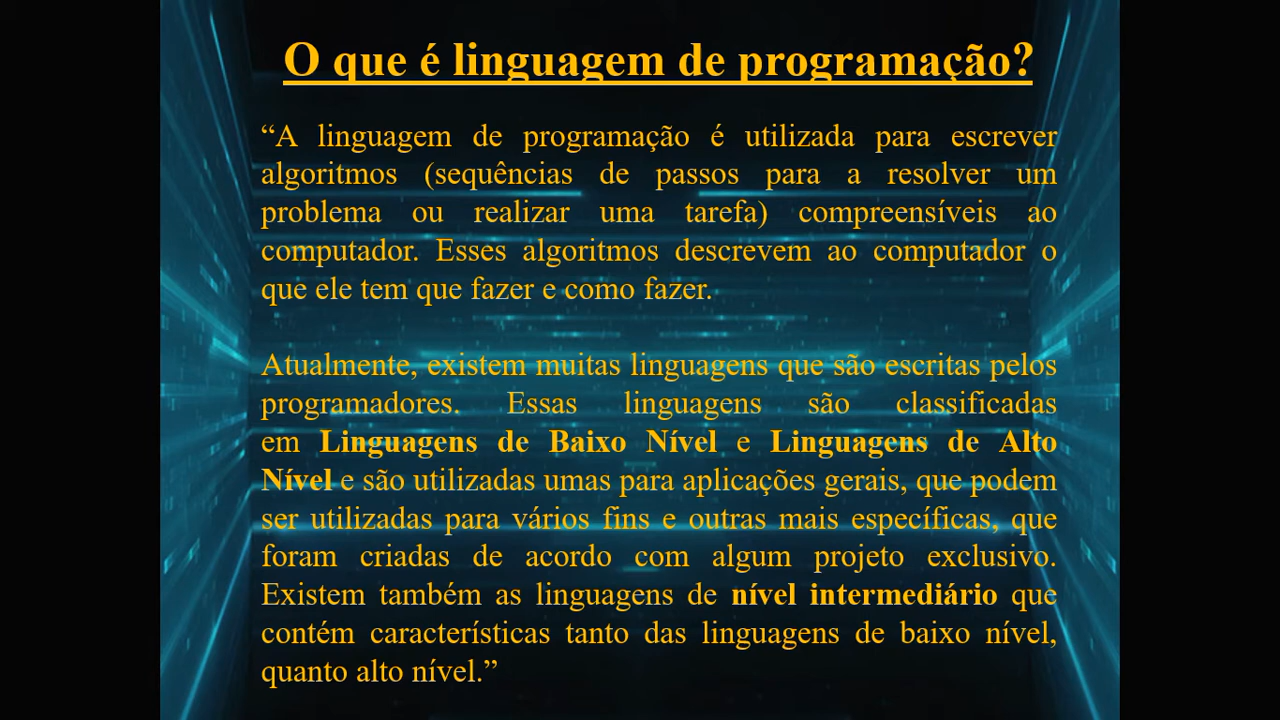 O que é linguagem de programação?
“A linguagem de programação é utilizada para escrever
algoritmos (sequências de passos para a resolver um
problema ou realizar uma tarefa) compreensíveis ao
computador. Esses algoritmos descrevem ao computador o
que ele tem que fazer e como fazer.
Atualmente, existem muitas linguagens que são escritas pelos
programadores. Essas linguagens são classificadas
em Linguagens de Baixo Nível e Linguagens de Alto
Nível e são utilizadas umas para aplicações gerais, que podem
ser utilizadas para vários fins e outras mais específicas, que
foram criadas de acordo com algum projeto exclusivo.
Existem também as linguagens de nível intermediário que
contém características tanto das linguagens de baixo nível,
quanto alto nível.”